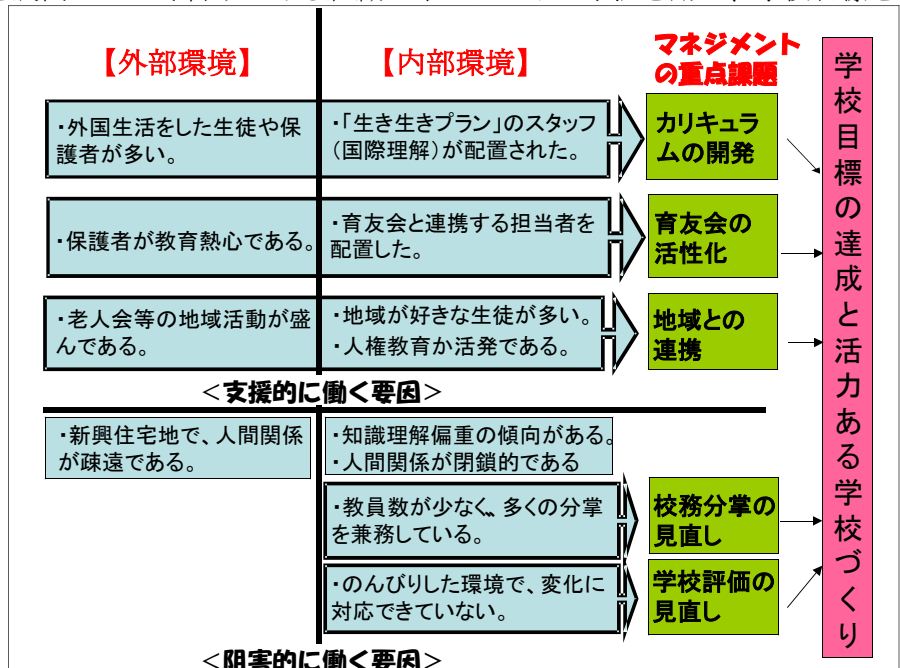 【外部環境】
【内部環境】
マネジメント
の重点課題
・外国生活をした生徒や保
護者が多い。
・「生き生きプラン」のスタッフ
(国際理解)が配置された。
カリキュラ
ムの開発
・保護者が教育熱心である。
・育友会と連携する担当者を
配置した。
育友会の
活性化
・老人会等の地域活動が盛
んである。
・地域が好きな生徒が多い。
・人権教育か活発である。
地域との
連携
<支援的に働く要因>
・新興住宅地で、人間関係
が疎遠である。
・知識理解偏重の傾向がある。
・人間関係が閉鎖的である
・教員数が少なく、多くの分掌
を兼務している。
校務分掌の
見直し
・のんびりした環境で、変化に
対応できていない。
学校評価の
見直し
<阻害的に働く要因>
学校目標の達成と活力ある学校づくり